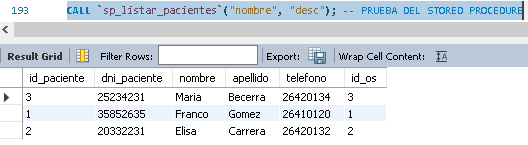 193 CALL `sp_listar_pacientes`("nombre", "desc"); -- PRUEBA DEL STORED PROCEDURE
Result Grid Filter Rows: Export: Wrap Cell Content:
id_paciente dni_paciente nombre apellido telefono id_os
3 25234231 Maria Becerra 26420134 3
1 35852635 Franco Gomez 26410120 1
2 20332231 Elisa Carrera 26420132 2